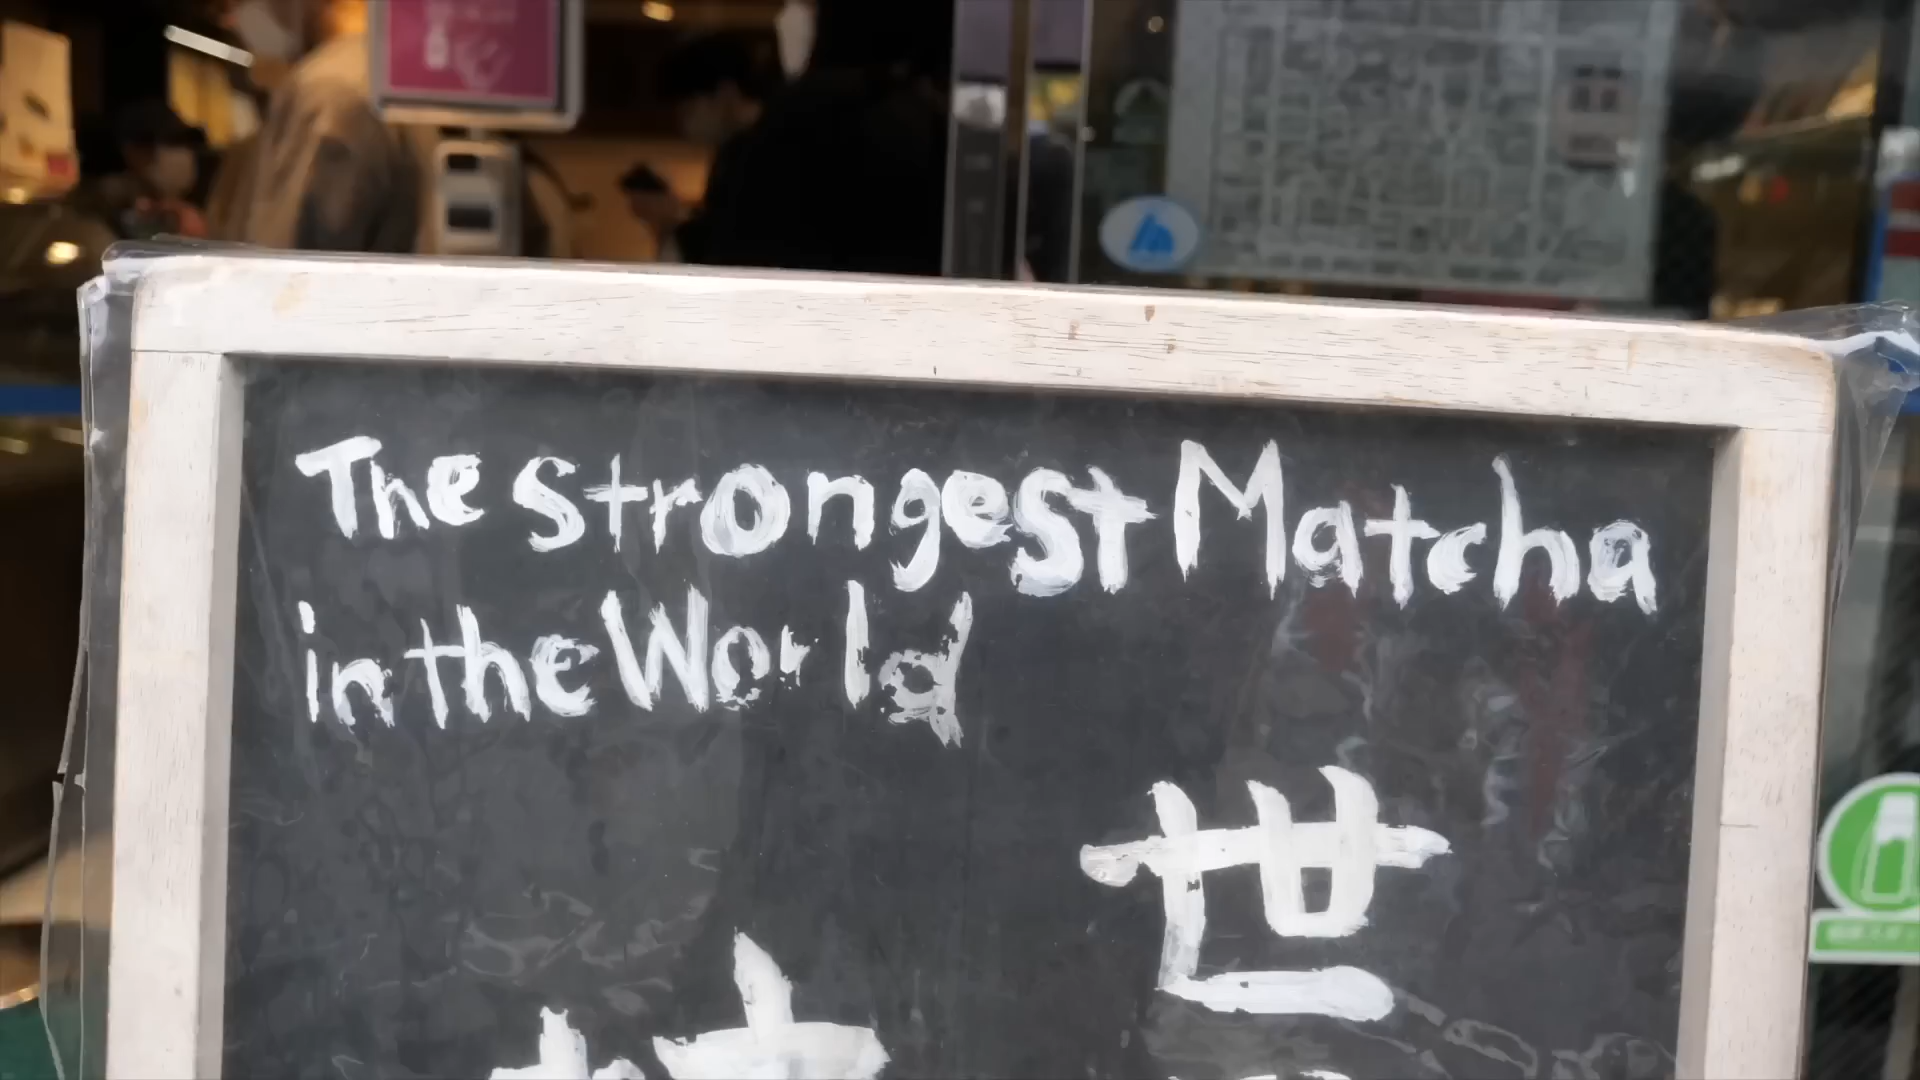 The Strongest Matcha
in the World
世